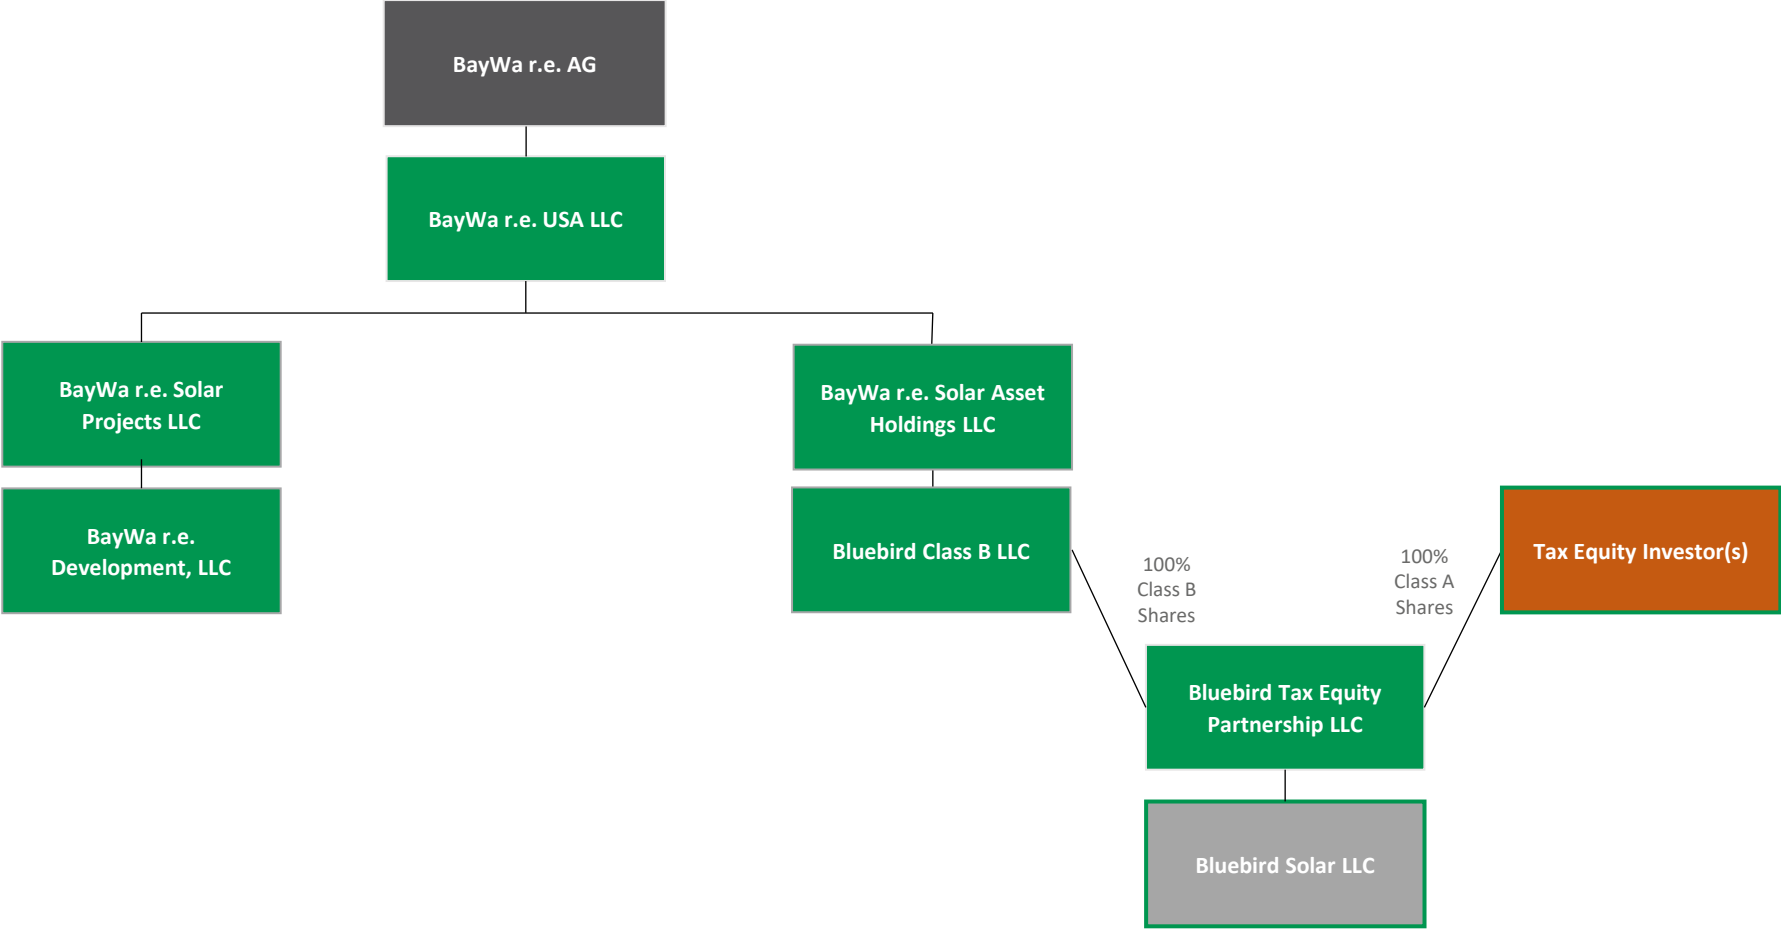 BayWa r.e. AG
BayWa r.e. USA LLC
BayWa r.e. Solar
Projects LLC
BayWa r.e. Solar Asset
Holdings LLC
BayWa r.e.
Development, LLC
Bluebird Class B LLC
100%
Class B
Shares
100%
Class A
Shares
Tax Equity Investor(s)
Bluebird Tax Equity
Partnership LLC
Bluebird Solar LLC